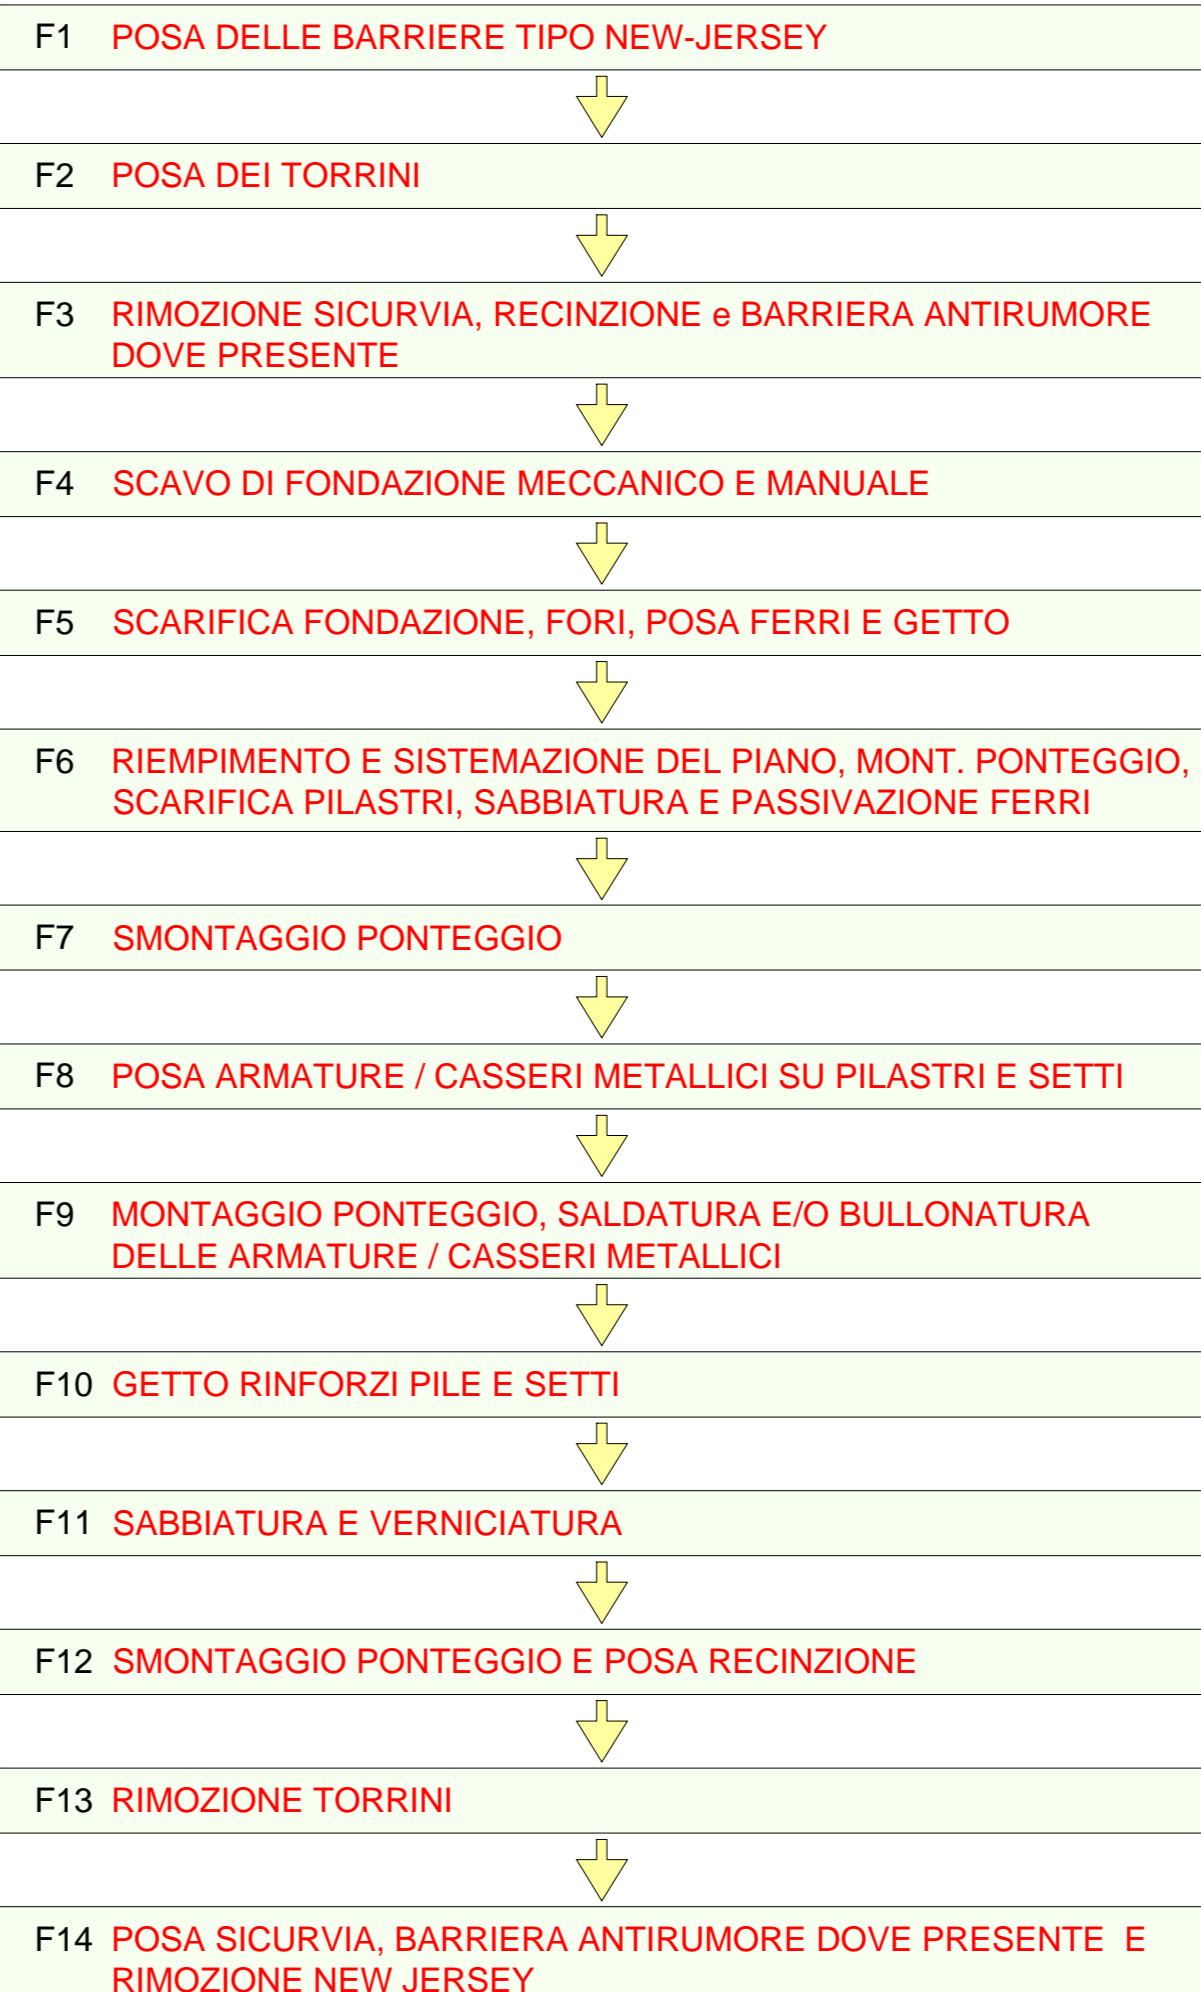 F1 POSA DELLE BARRIERE TIPO NEW-JERSEY
F2 POSA DEI TORRINI
F3 RIMOZIONE SICURVIA, RECINZIONE e BARRIERA ANTIRUMORE
DOVE PRESENTE
F4 SCAVO DI FONDAZIONE MECCANICO E MANUALE
F5 SCARIFICA FONDAZIONE, FORI, POSA FERRI E GETTO
F6 RIEMPIMENTO E SISTEMAZIONE DEL PIANO, MONT. PONTEGGIO,
SCARIFICA PILASTRI, SABBIATURA E PASSIVAZIONE FERRI
F7 SMONTAGGIO PONTEGGIO
F8 POSA ARMATURE / CASSERI METALLICI SU PILASTRI E SETTI
F9 MONTAGGIO PONTEGGIO, SALDATURA E/O BULLONATURA
DELLE ARMATURE / CASSERI METALLICI
F10 GETTO RINFORZI PILE E SETTI
F11 SABBIATURA E VERNICIATURA
F12 SMONTAGGIO PONTEGGIO E POSA RECINZIONE
F13 RIMOZIONE TORRINI
F14 POSA SICURVIA, BARRIERA ANTIRUMORE DOVE PRESENTE E
RIMOZIONE NEW JERSEY